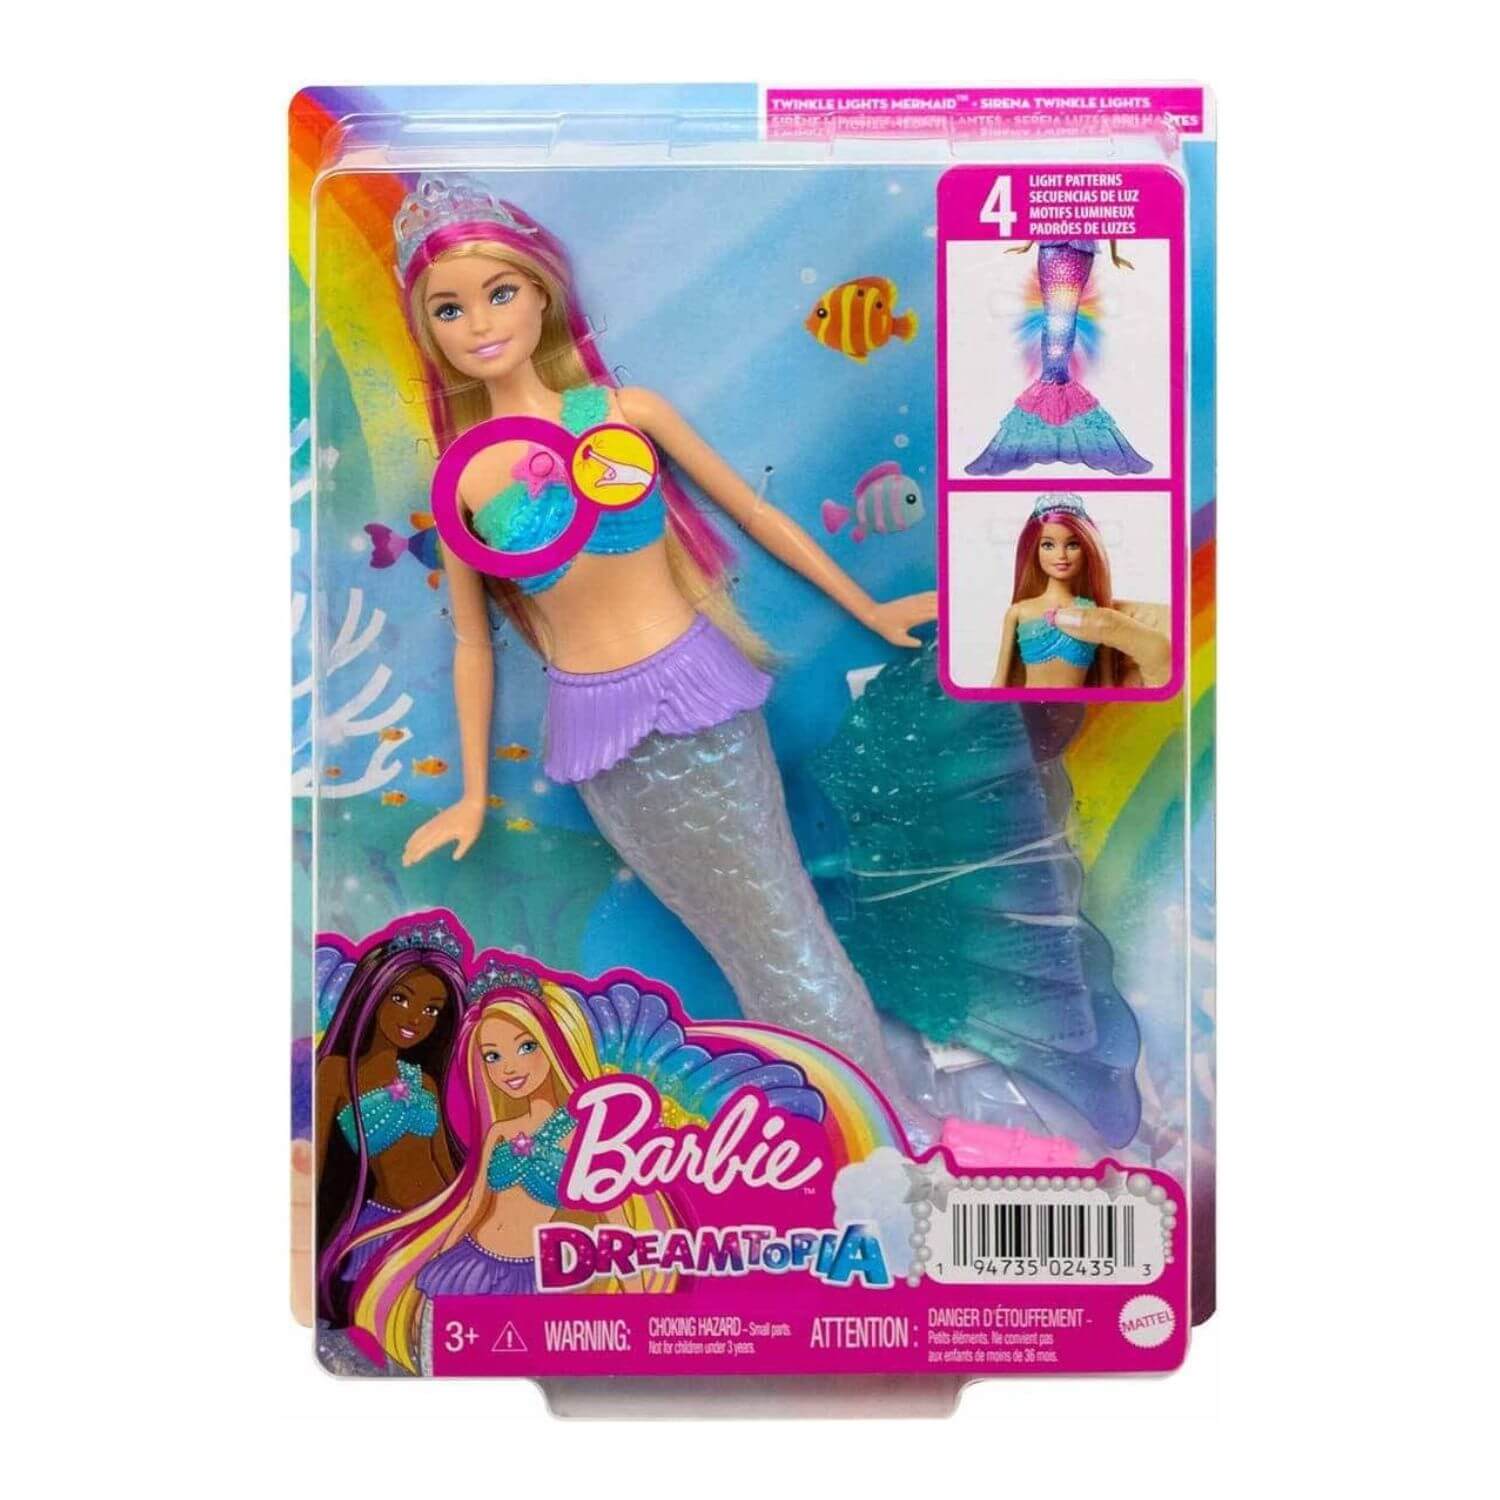 TWINKLE LIGHTS MERMAID™ • SIRENA TWINKLE LIGHTS
4
LIGHT PATTERNS
SECUENCIAS DE LUZ
MOTIFS LUMINEUX
PADRÕES DE LUZES
Barbie™
DREAMTOPIA
1 94735 02435 3
3+
WARNING:
CHOKING HAZARD – Small parts.
Not for children under 3 years.
ATTENTION :
DANGER D'ÉTOUFFEMENT –
Petits éléments. Ne convient pas
aux enfants de moins de 36 mois.
MATTEL